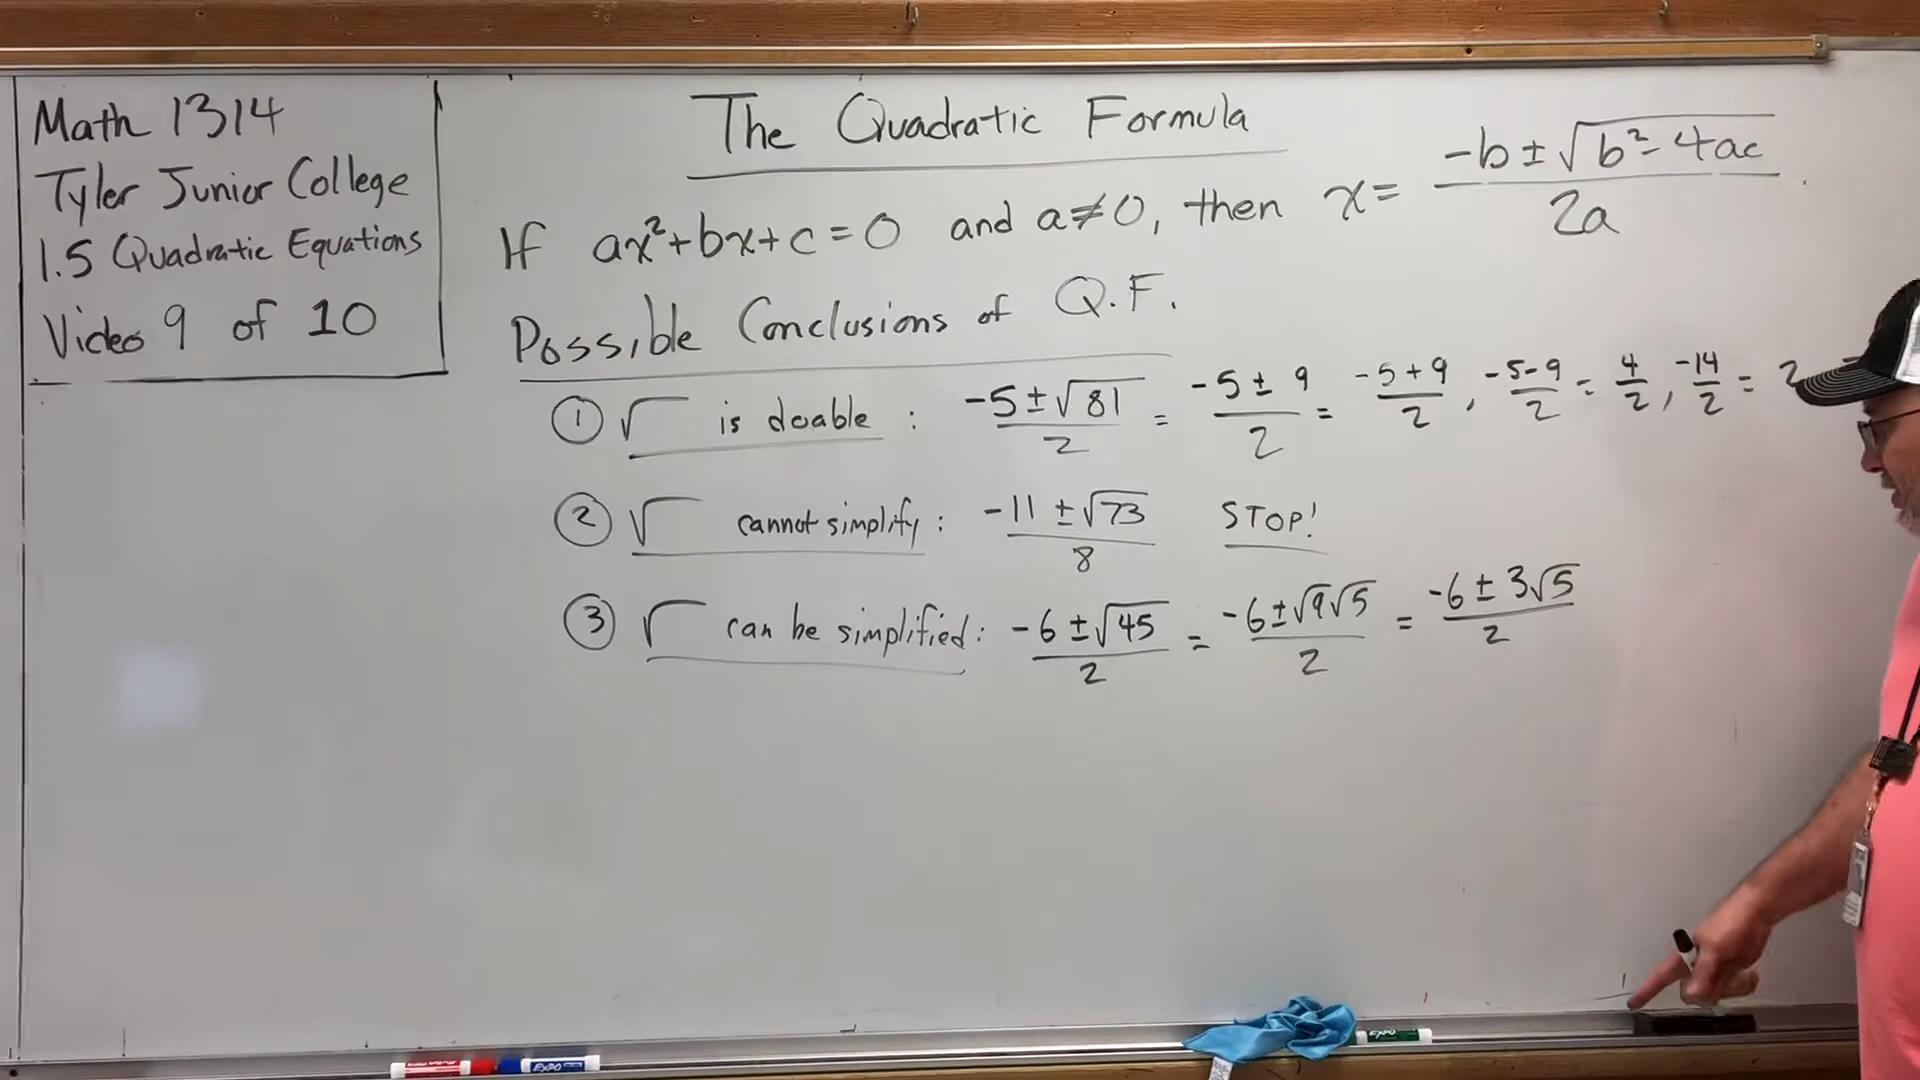 Math 1314
Tyler Junior College
1.5 Quadratic Equations
Video 9 of 10
The Quadratic Formula
If ax²+bx+c=0 and a≠0, then x= (-b±√(b²-4ac))/(2a).
Possible Conclusions of Q.F.
① √ is doable: (-5±√81)/2 = (-5±9)/2 = (-5+9)/2, (-5-9)/2 = 4/2, -14/2 = 2
② √ cannot simplify: (-11±√73)/8 STOP!
③ √ can be simplified: (-6±√45)/2 = (-6±√9√5)/2 = (-6±3√5)/2
EXPO
EXPO